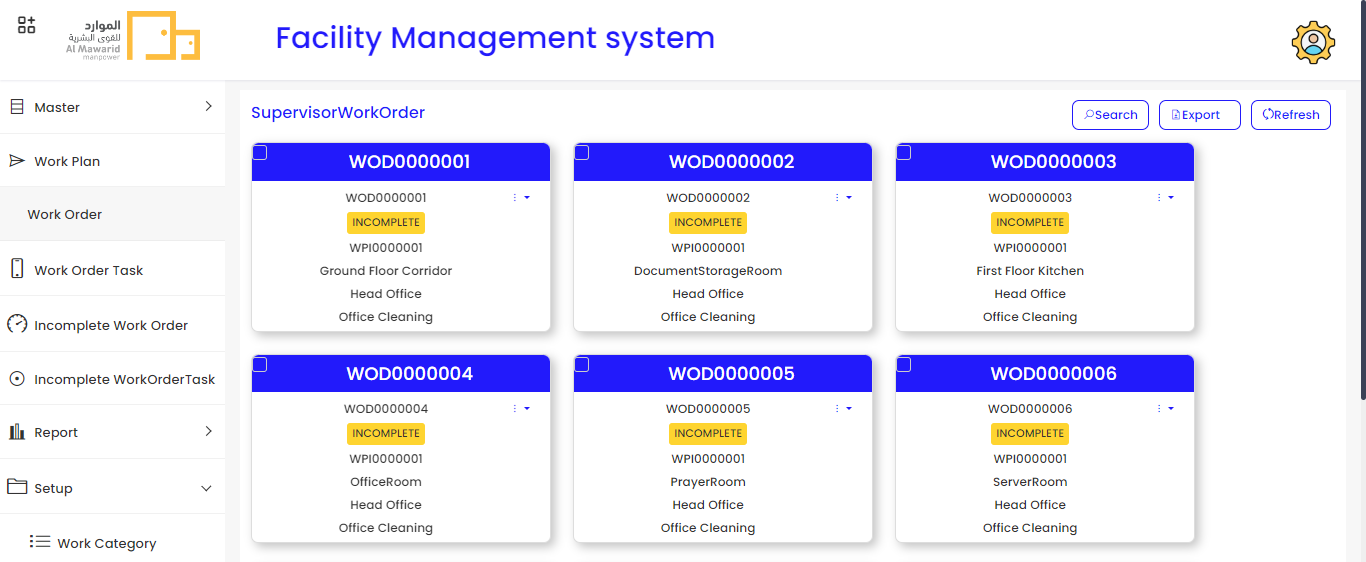 الموارد
للقوى البشرية
Al Mawarid
manpower
Facility Management system
Master
Work Plan
Work Order
Work Order Task
Incomplete Work Order
Incomplete WorkOrderTask
Report
Setup
Work Category
SupervisorWorkOrder
Search
Export
Refresh
WOD0000001
WOD0000001
INCOMPLETE
WPI0000001
Ground Floor Corridor
Head Office
Office Cleaning
WOD0000002
WOD0000002
INCOMPLETE
WPI0000001
DocumentStorageRoom
Head Office
Office Cleaning
WOD0000003
WOD0000003
INCOMPLETE
WPI0000001
First Floor Kitchen
Head Office
Office Cleaning
WOD0000004
WOD0000004
INCOMPLETE
WPI0000001
OfficeRoom
Head Office
Office Cleaning
WOD0000005
WOD0000005
INCOMPLETE
WPI0000001
PrayerRoom
Head Office
Office Cleaning
WOD0000006
WOD0000006
INCOMPLETE
WPI0000001
ServerRoom
Head Office
Office Cleaning